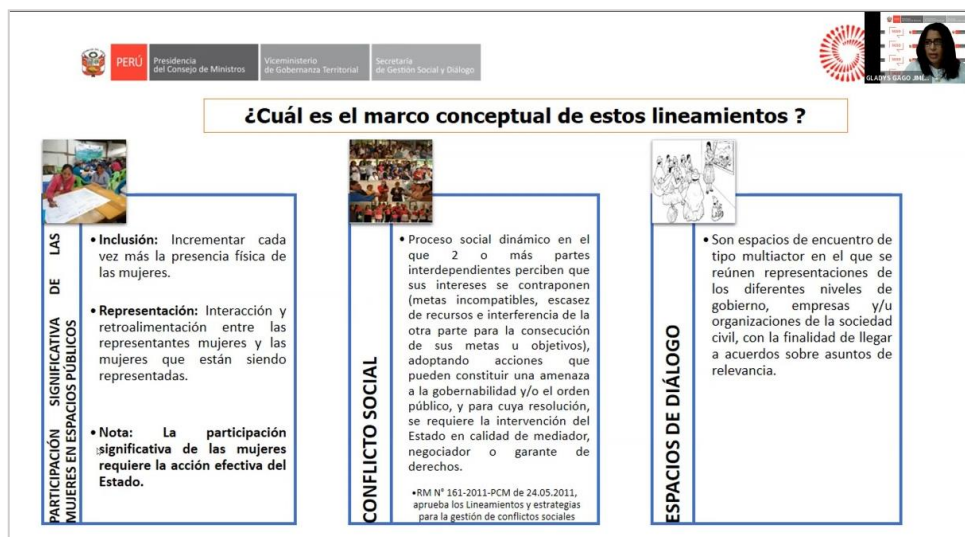 PERÚ
Presidencia
del Consejo de Ministros
Viceministerio
de Gobernanza Territorial
Secretaría
de Gestión Social y Diálogo
GLADYS GAGO JIMÉ...
¿Cuál es el marco conceptual de estos lineamientos ?
PARTICIPACIÓN SIGNIFICATIVA DE LAS
MUJERES EN ESPACIOS PÚBLICOS
• Inclusión: Incrementar cada
vez más la presencia física de
las mujeres.
• Representación: Interacción y
retroalimentación entre las
representantes mujeres y las
mujeres que están siendo
representadas.
• Nota: La participación
significativa de las mujeres
requiere la acción efectiva del
Estado.
CONFLICTO SOCIAL
• Proceso social dinámico en el
que 2 o más partes
interdependientes perciben que
sus intereses se contraponen
(metas incompatibles, escasez
de recursos e interferencia de la
otra parte para la consecución
de sus metas u objetivos),
adoptando acciones que
pueden constituir una amenaza
a la gobernabilidad y/o el orden
público, y para cuya resolución,
se requiere la intervención del
Estado en calidad de mediador,
negociador o garante de
derechos.
•RM N° 161-2011-PCM de 24.05.2011,
aprueba los Lineamientos y estrategias
para la gestión de conflictos sociales
ESPACIOS DE DIÁLOGO
• Son espacios de encuentro de
tipo multiactor en el que se
reúnen representaciones de
los diferentes niveles de
gobierno, empresas y/u
organizaciones de la sociedad
civil, con la finalidad de llegar
a acuerdos sobre asuntos de
relevancia.